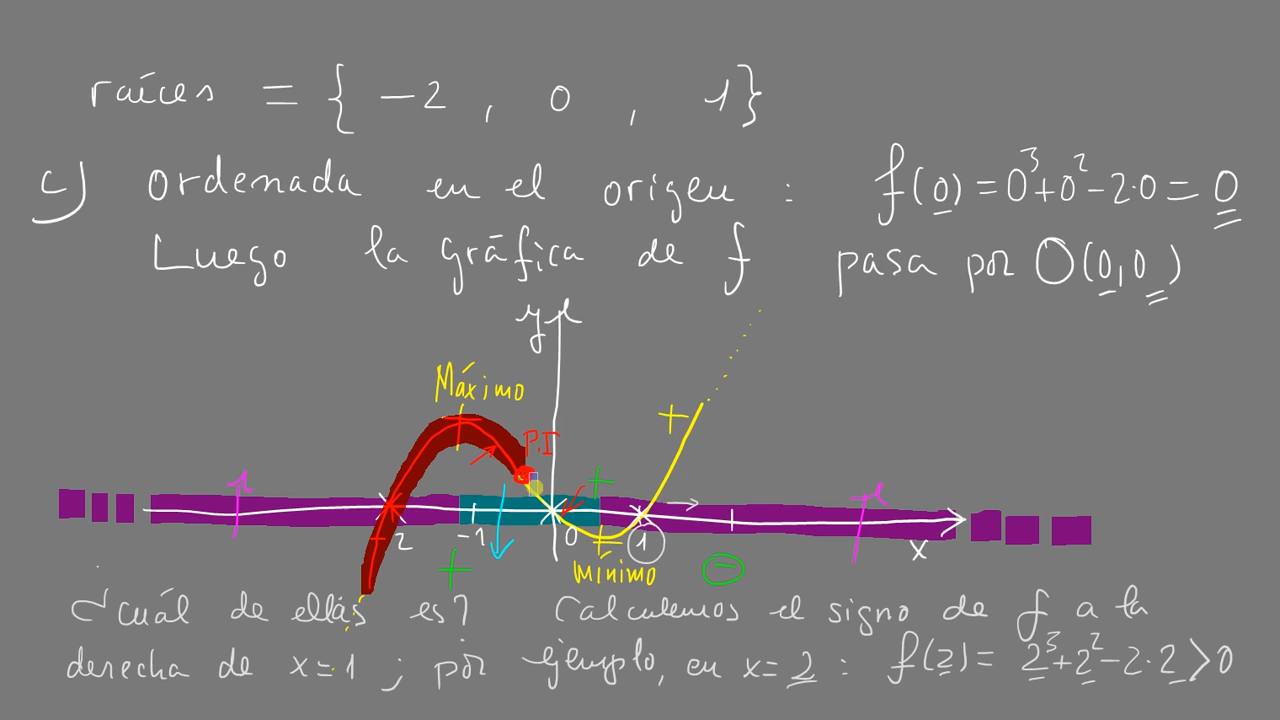 raíces = { -2 , 0 , 1}
c) ordenada en el origen : f(0) = 0³+0²-2·0 = 0
Luego la gráfica de f pasa por O(0,0)
y
Máximo
P.I
+
+
-2 -1 0 1 x
+ Mínimo -
¿cuál de ellas es? Calculemos el signo de f a la
derecha de x=1 ; por ejemplo, en x=2 : f(2) = 2³+2²-2·2>0